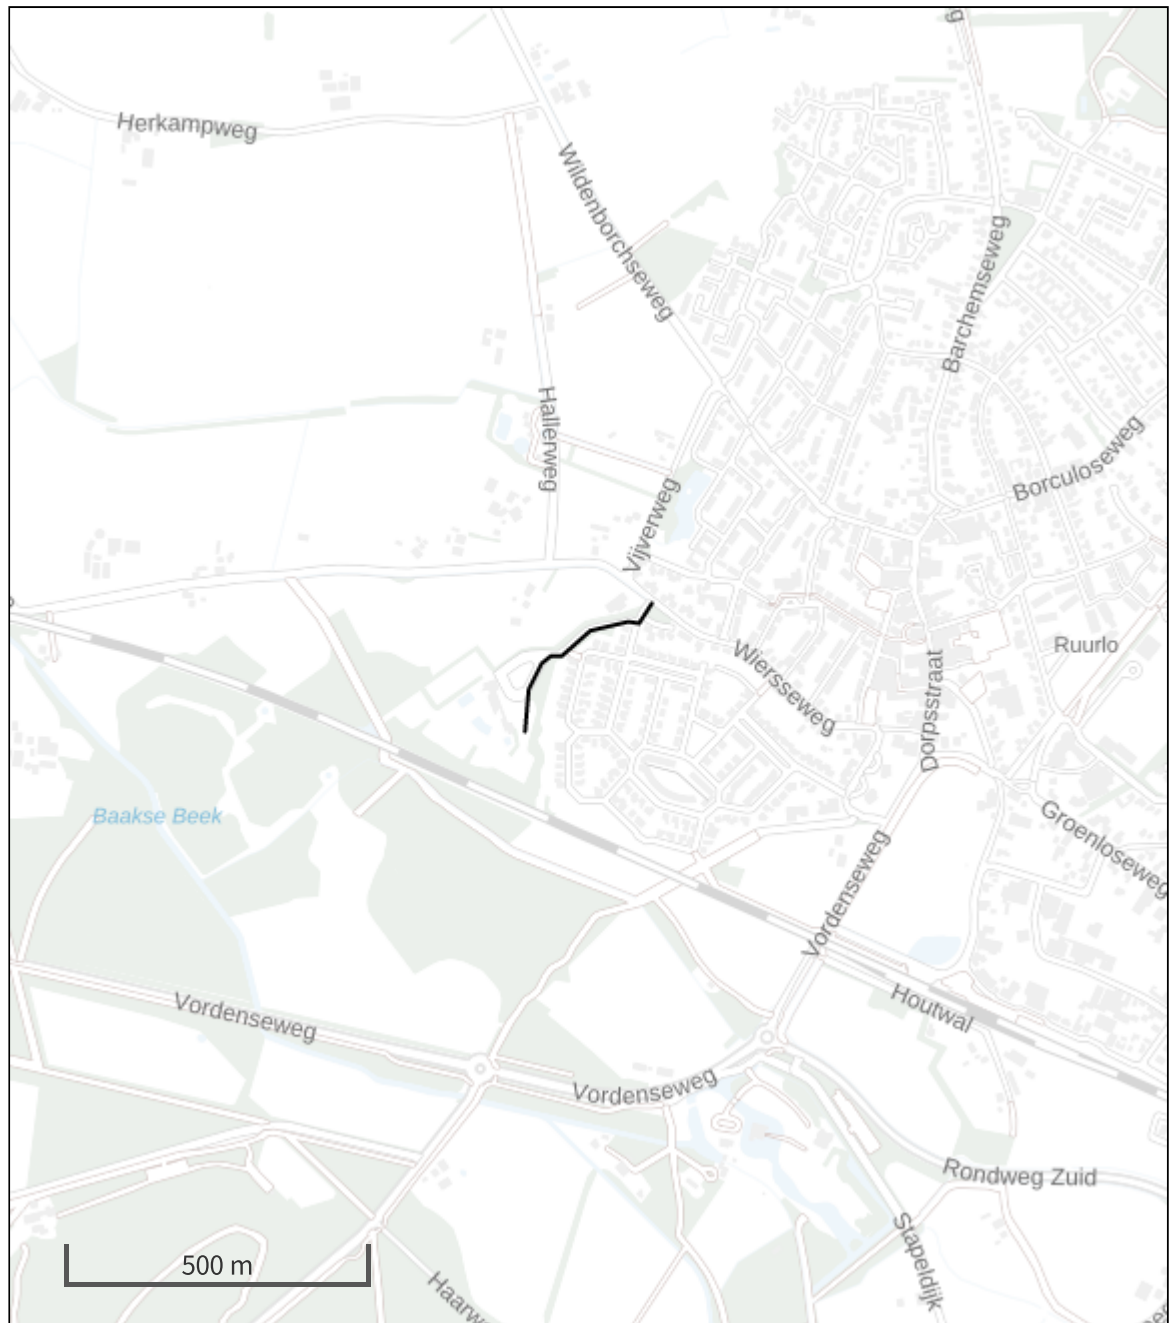 Herkampweg
Wildenborchseweg
Barchemseweg
Hallerweg
Borculoseweg
Vijverweg
Ruurlo
Wiersseweg
Dorpsstraat
Baakse Beek
Groenloseweg
Vordenseweg
Vordenseweg
Houtwal
Vordenseweg
Rondweg Zuid
Stapeldijk
500 m
Haarw